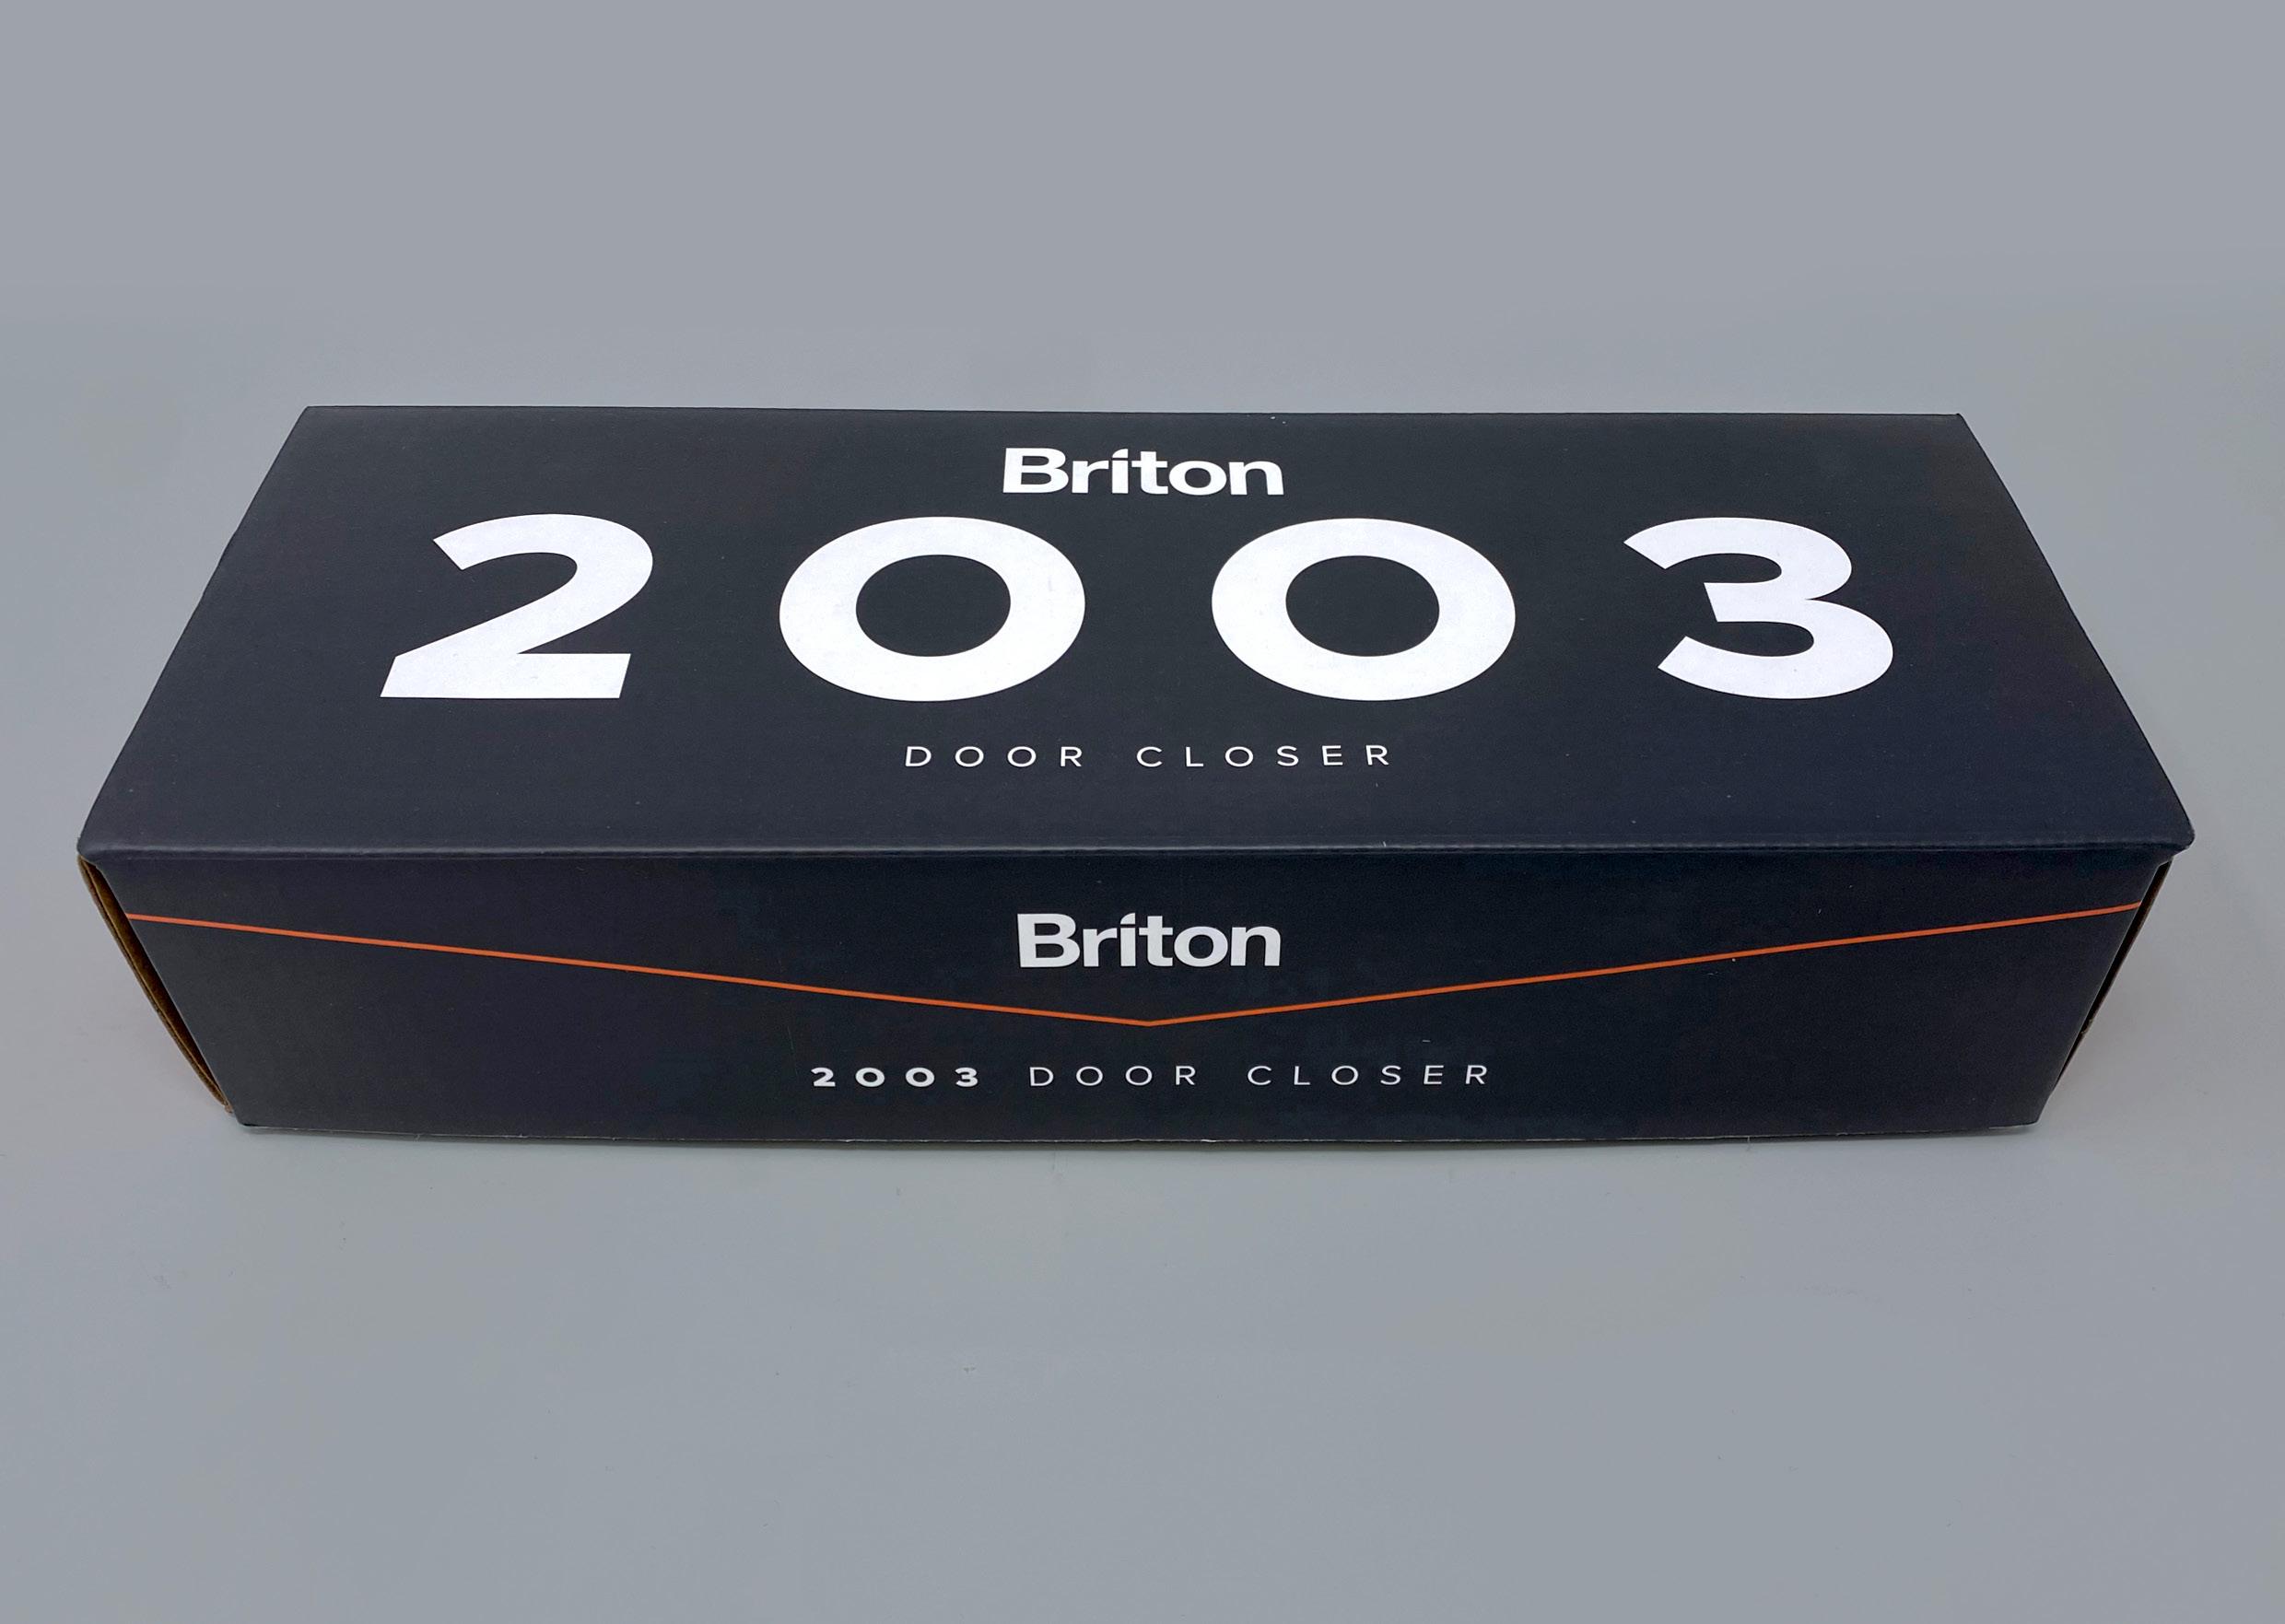 Briton
2003
DOOR CLOSER
Briton
2003 DOOR CLOSER